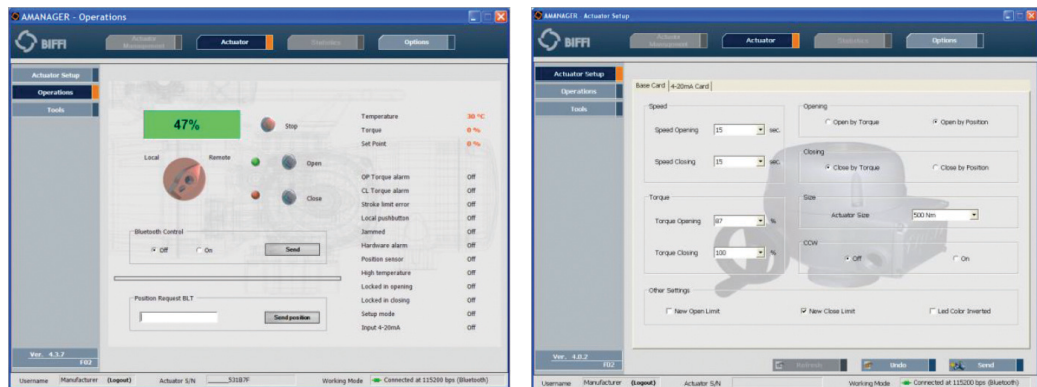 AMANAGER - Operations
BIFFI
Actuator Management
Actuator
Statistics
Options
Actuator Setup
Operations
Tools
47%
Stop
Local
Remote
Open
Close
Temperature 30 °C
Torque 0 %
Set Point 0 %
OP Torque alarm Off
CL Torque alarm Off
Stroke limit error Off
Local pushbutton Off
Jammed Off
Hardware alarm Off
Position sensor Off
High temperature Off
Locked in opening Off
Locked in closing Off
Setup mode Off
Input 4-20mA Off
Bluetooth Control
Off On Send
Position Request BLT
Send position
Ver. 4.3.7
F02
Username Manufacturer (Logout) Actuator S/N _____53187F Working Mode Connected at 115200 bps (Bluetooth)
AMANAGER - Actuator Setup
BIFFI
Actuator Management
Actuator
Statistics
Options
Actuator Setup
Operations
Tools
Base Card 4-20mA Card
Speed
Speed Opening 15 sec.
Speed Closing 15 sec.
Opening
Open by Torque Open by Position
Closing
Close by Torque Close by Position
Torque
Torque Opening 87 %
Torque Closing 100 %
Size
Actuator Size 500 Nm
CCW
Off On
Other Settings
New Open Limit New Close Limit Led Color Inverted
Refresh Undo Send
Ver. 4.0.2
F02
Username Manufacturer (Logout) Actuator S/N Working Mode Connected at 115200 bps (Bluetooth)